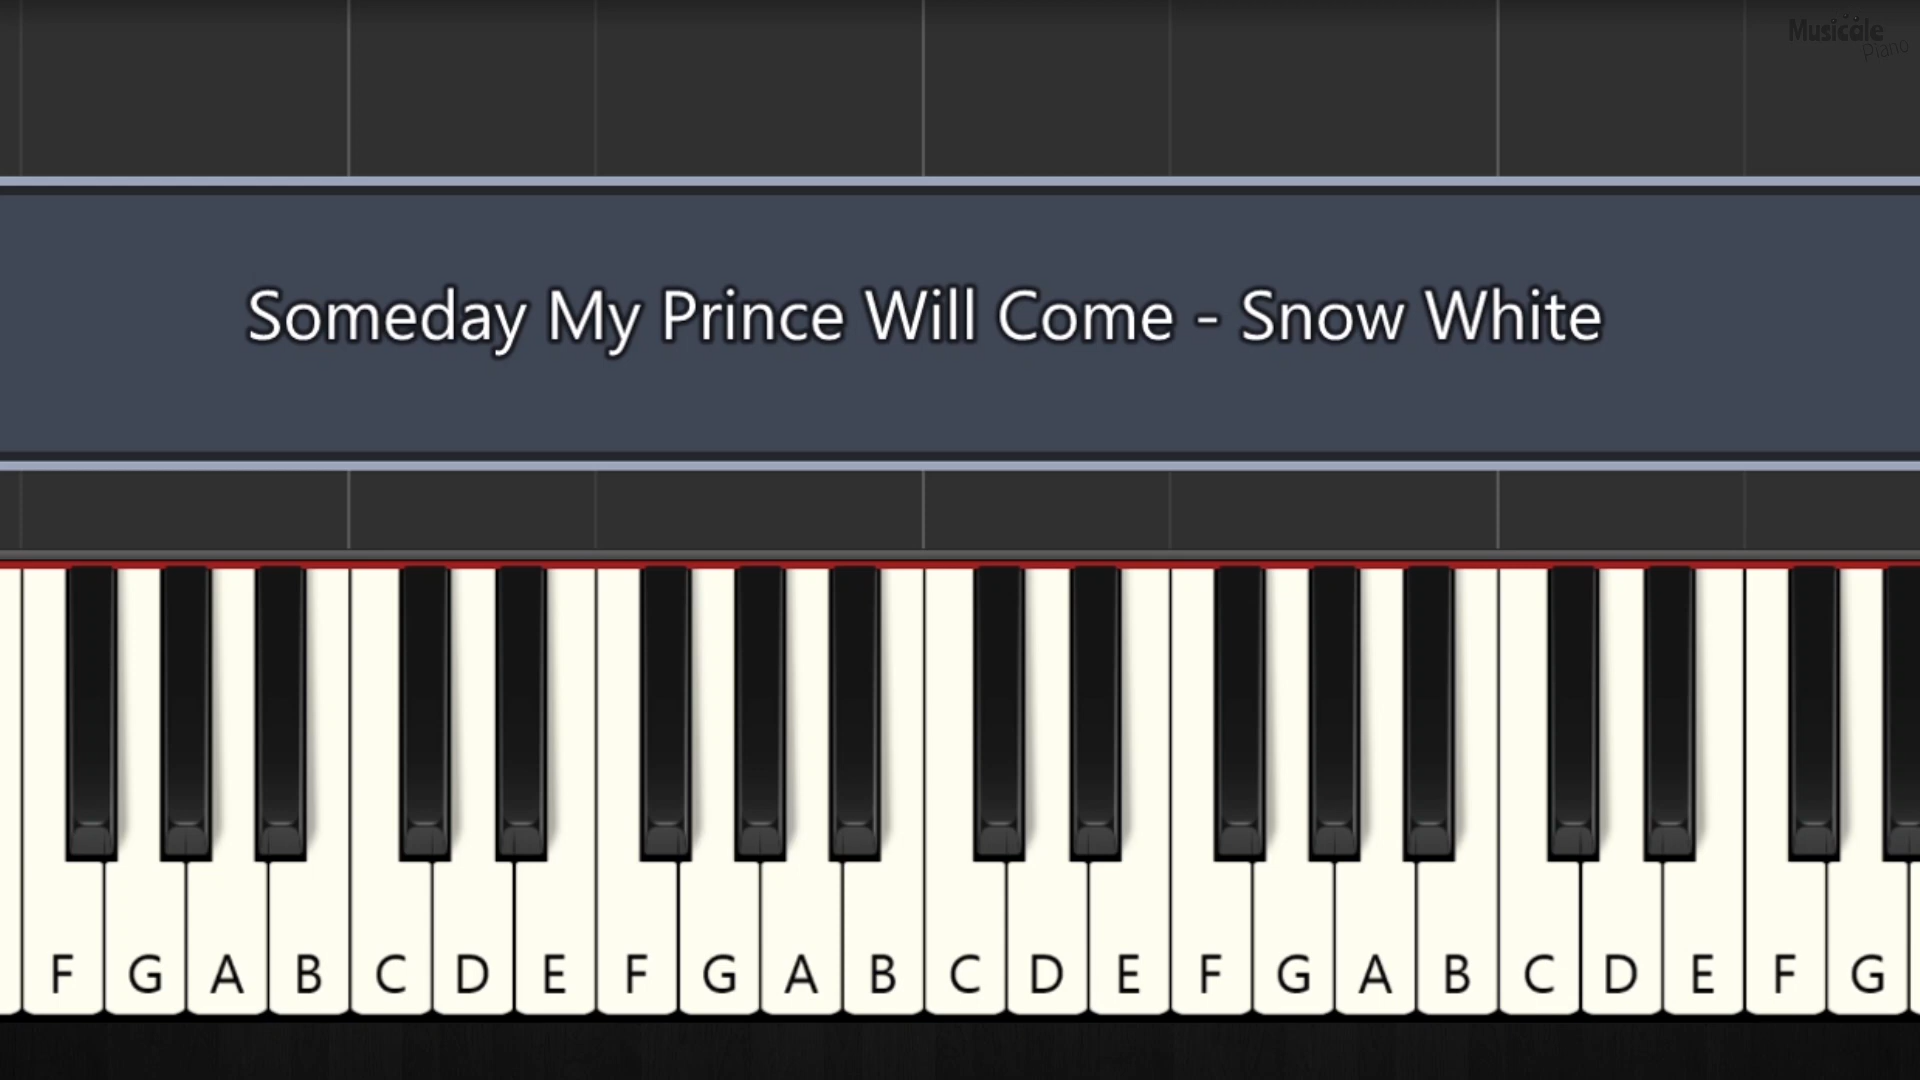 Musicale
Piano
Someday My Prince Will Come - Snow White
F G A B C D E F G A B C D E F G A B C D E F G